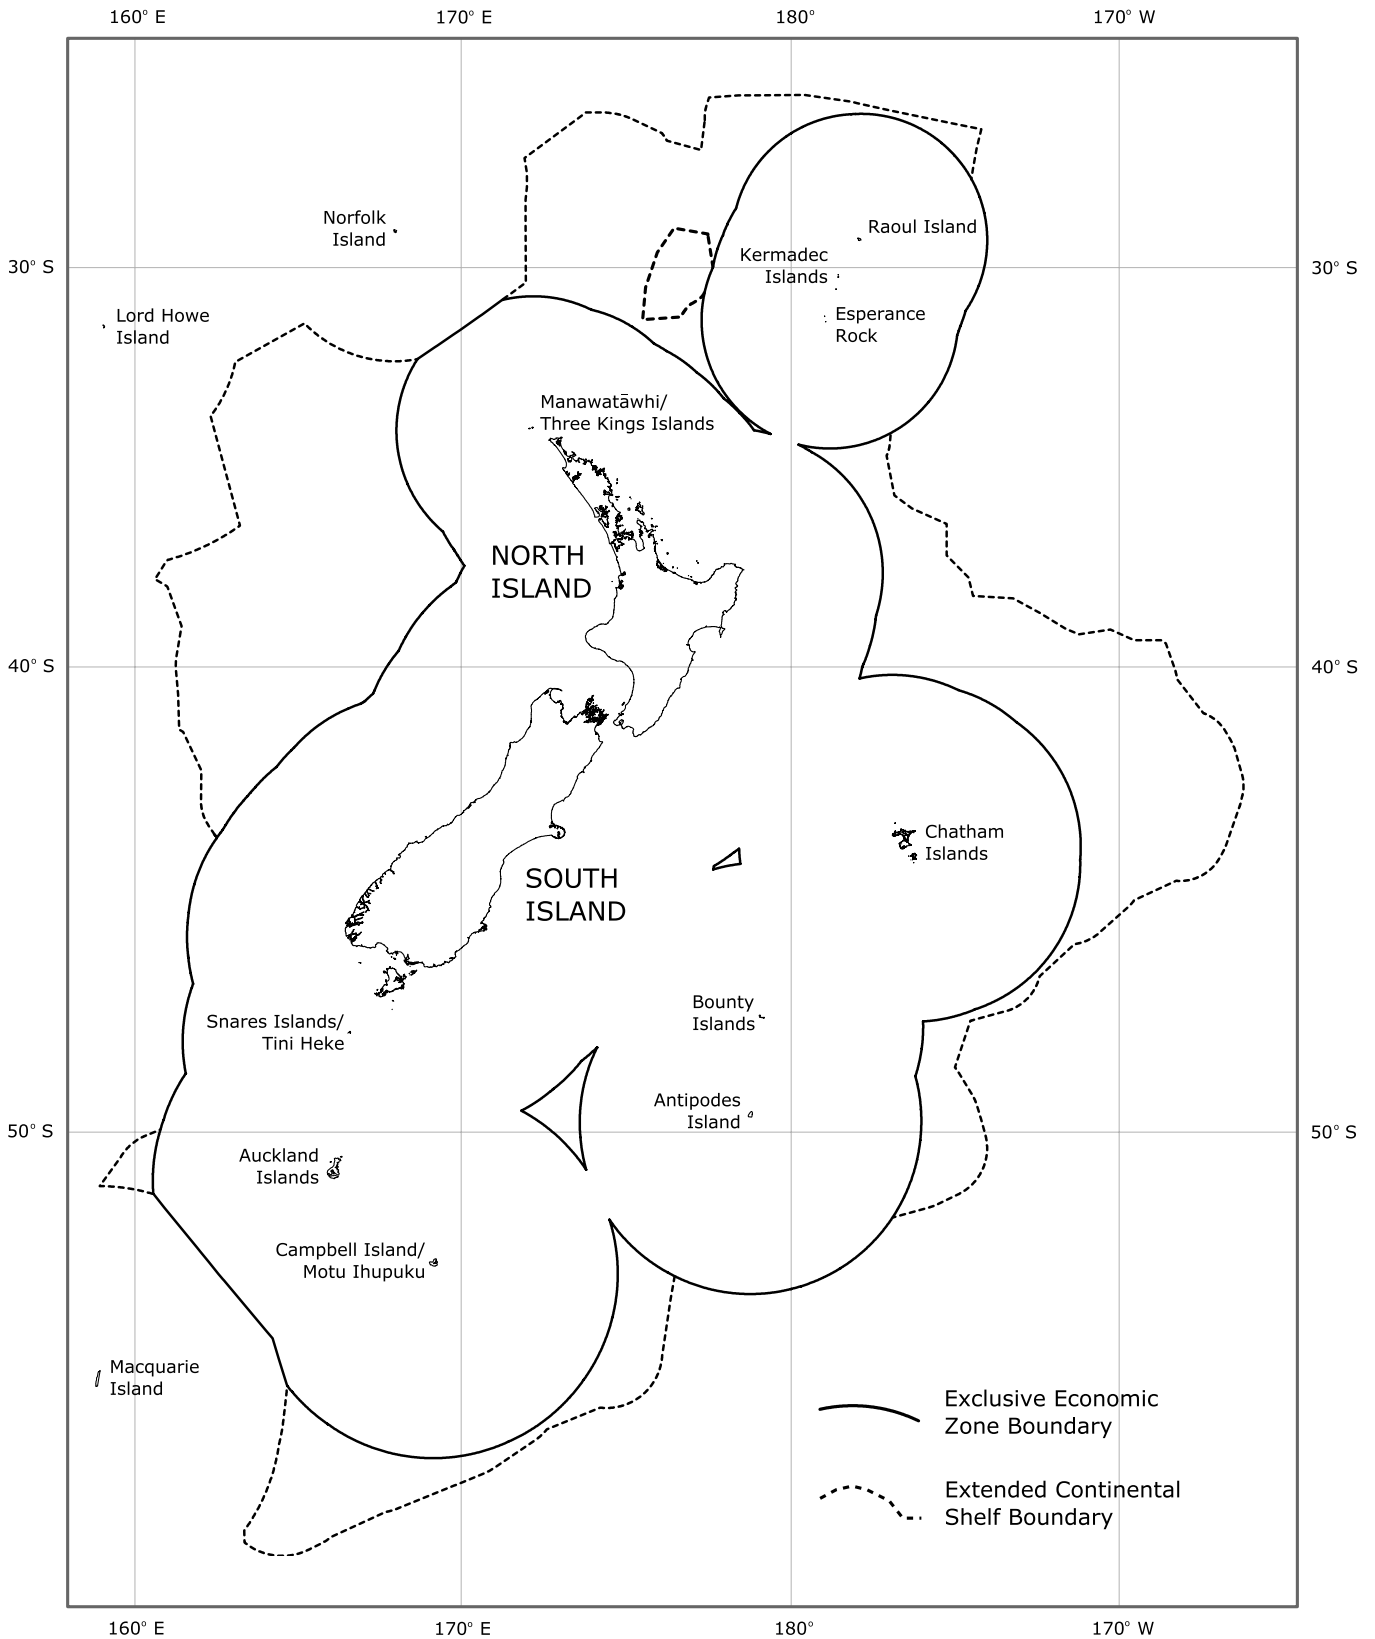 160° E
170° E
180°
170° W
Norfolk
Island
Raoul Island
Kermadec
Islands
30° S
30° S
Lord Howe
Island
Esperance
Rock
Manawatāwhi/
Three Kings Islands
NORTH
ISLAND
40° S
40° S
Chatham
Islands
SOUTH
ISLAND
Bounty
Islands
Snares Islands/
Tini Heke
Antipodes
Island
50° S
50° S
Auckland
Islands
Campbell Island/
Motu Ihupuku
Macquarie
Island
Exclusive Economic
Zone Boundary
Extended Continental
Shelf Boundary
160° E
170° E
180°
170° W